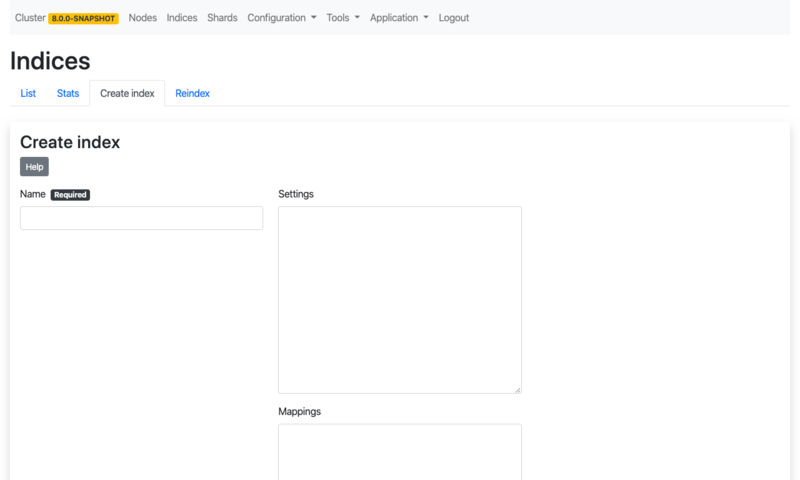 Cluster 8.0.0-SNAPSHOT Nodes Indices Shards Configuration Tools Application Logout
Indices
List Stats Create index Reindex
Create index
Help
Name Required Settings
Mappings